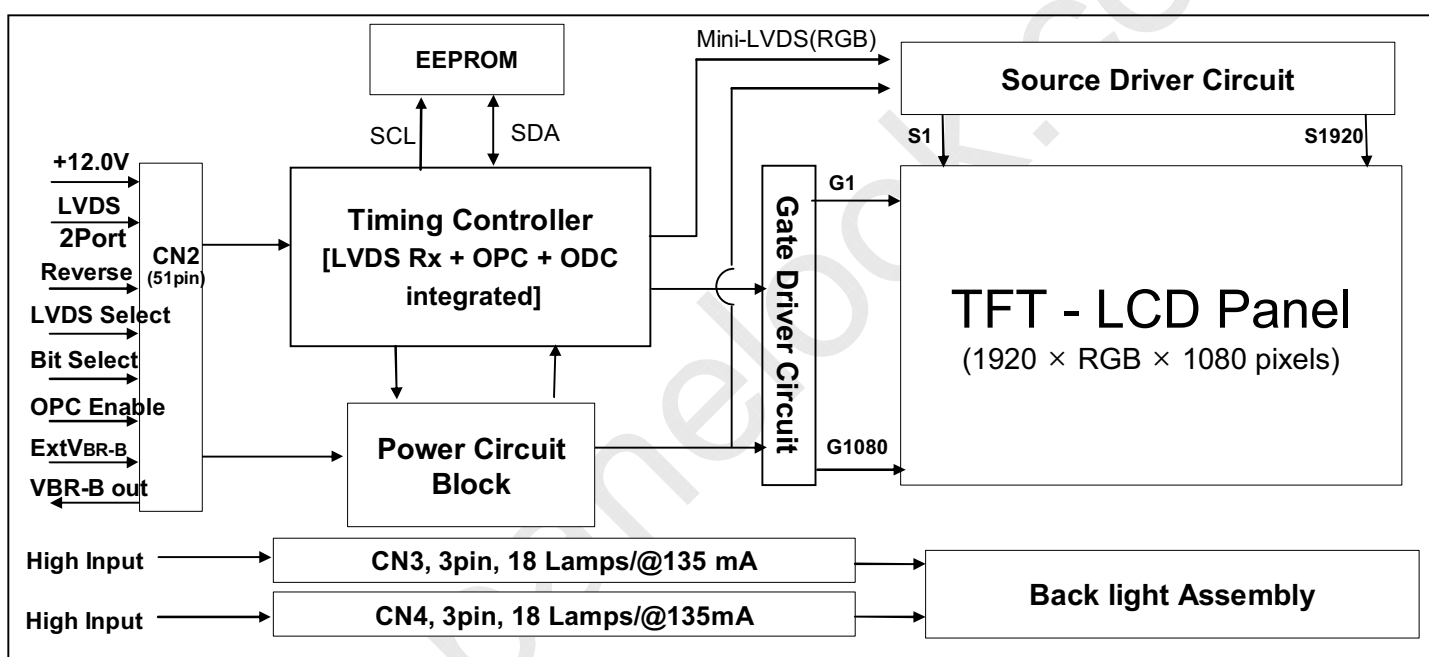 Mini-LVDS(RGB)
EEPROM
Source Driver Circuit
SCL
SDA
S1
S1920
+12.0V
LVDS
2Port
Reverse
LVDS Select
Bit Select
OPC Enable
ExtVBR-B
VBR-B out
CN2
(51pin)
Timing Controller
[LVDS Rx + OPC + ODC
integrated]
Power Circuit
Block
Gate Driver Circuit
G1
G1080
TFT - LCD Panel
(1920 × RGB × 1080 pixels)
High Input
CN3, 3pin, 18 Lamps/@135 mA
High Input
CN4, 3pin, 18 Lamps/@135mA
Back light Assembly
panelook.co